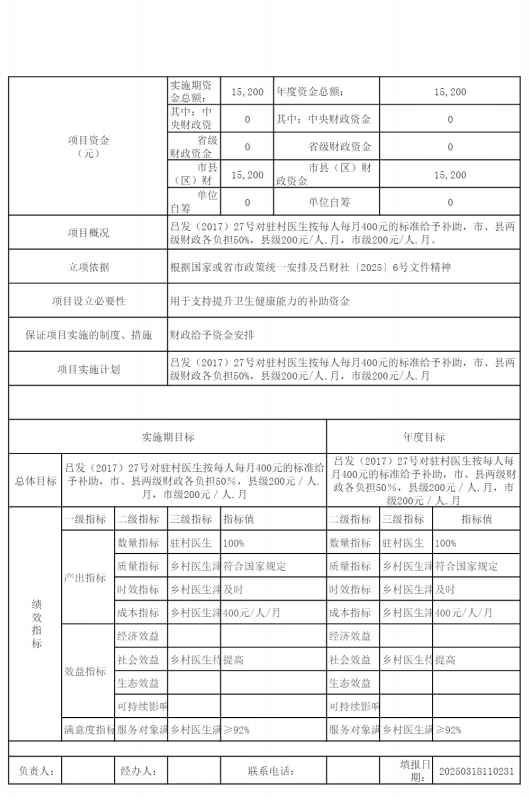 项目资金
（元）
实施期资
金总额：
15,200
年度资金总额：
15,200
其中：中
央财政资
0
其中：中央财政资金
0
省级
财政资金
0
省级财政资金
0
市县
（区）财
15,200
市县（区）财
政资金
15,200
单位
自筹
0
单位自筹
0
项目概况
吕发（2017）27号对驻村医生按每人每月400元的标准给予补助，市、县两
级财政各负担50%，县级200元/人.月，市级200元/人.月。
立项依据
根据国家或省市政策统一安排及吕财社〔2025〕6号文件精神
项目设立必要性
用于支持提升卫生健康能力的补助资金
保证项目实施的制度、措施
财政给予资金安排
项目实施计划
吕发（2017）27号对驻村医生按每人每月400元的标准给予补助，市、县两
级财政各负担50%，县级200元/人.月，市级200元/人.月
实施期目标
年度目标
总体目标
吕发（2017）27号对驻村医生按每人每月400元的标准给
予补助，市、县两级财政各负担50%，县级200元／人.
月，市级200元／人.月
吕发（2017）27号对驻村医生按每人每
月400元的标准给予补助，市、县两级财
政各负担50%，县级200元／人.月，市
级200元／人.月
绩
效
指
标
一级指标 二级指标 三级指标 指标值 二级指标 三级指标 指标值
产出指标
数量指标 驻村医生 100% 数量指标 驻村医生 100%
质量指标 乡村医生津 符合国家规定 质量指标 乡村医生津 符合国家规定
时效指标 乡村医生津 及时 时效指标 乡村医生津 及时
成本指标 乡村医生津 400元/人/月 成本指标 乡村医生津 400元/人/月
效益指标
经济效益 经济效益
社会效益 乡村医生待 提高 社会效益 乡村医生待 提高
生态效益 生态效益
可持续影响 可持续影响
满意度指标 服务对象满 乡村医生满 ≥92% 服务对象满 乡村医生满 ≥92%
负责人： 经办人： 联系电话： 填报日
期：
20250318110231